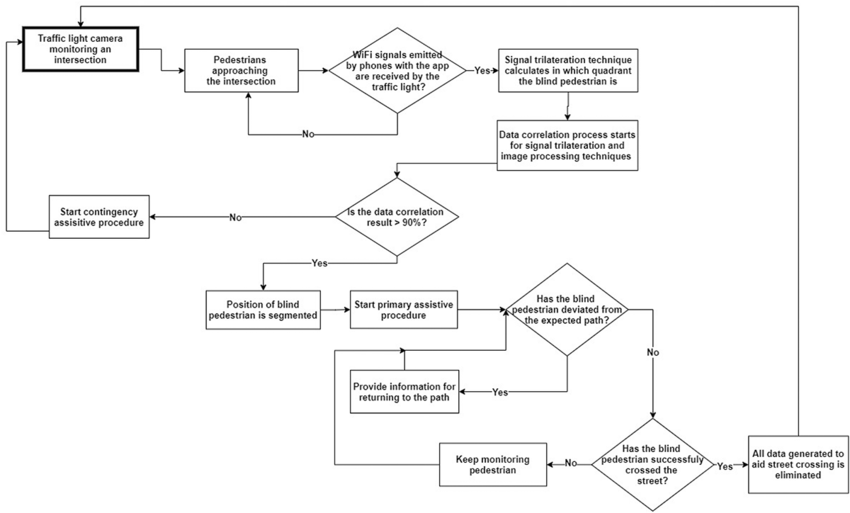 Traffic light camera
monitoring an
intersection
Pedestrians
approaching
the intersection
WiFi signals emitted
by phones with the app
are received by the
traffic light?
Yes
Signal trilateration technique
calculates in which quadrant
the blind pedestrian is
No
Data correlation process starts
for signal trilateration and
image processing techniques
Is the data correlation
result > 90%?
No
Start contingency
assisitive procedure
Yes
Position of blind
pedestrian is segmented
Start primary assistive
procedure
Has the blind
pedestrian deviated from
the expected path?
No
Yes
Provide information for
returning to the path
Has the blind
pedestrian successfuly
crossed the
street?
No
Keep monitoring
pedestrian
Yes
All data generated to
aid street crossing is
eliminated